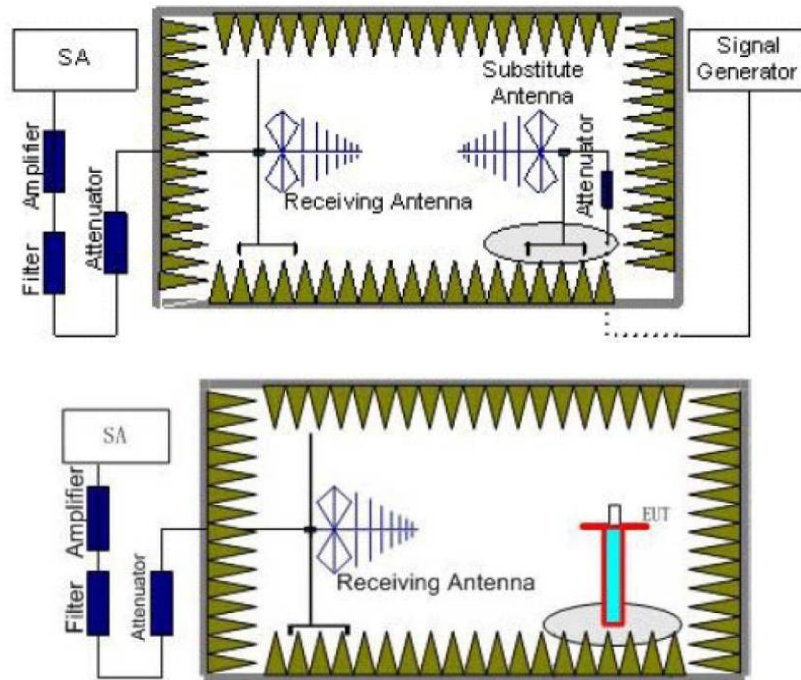 SA
Signal
Generator
Substitute
Antenna
Amplifier
Attenuator
Attenuator
Receiving Antenna
Filter
SA
Amplifier
EUT
Receiving Antenna
Filter
Attenuator